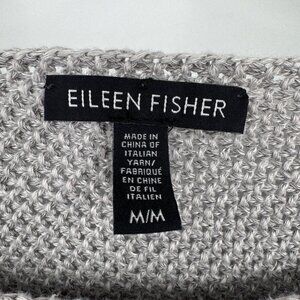 EILEEN FISHER
MADE IN
CHINA OF
ITALIAN
YARN/
FABRIQUÉ
EN CHINE
DE FIL
ITALIEN
M/M